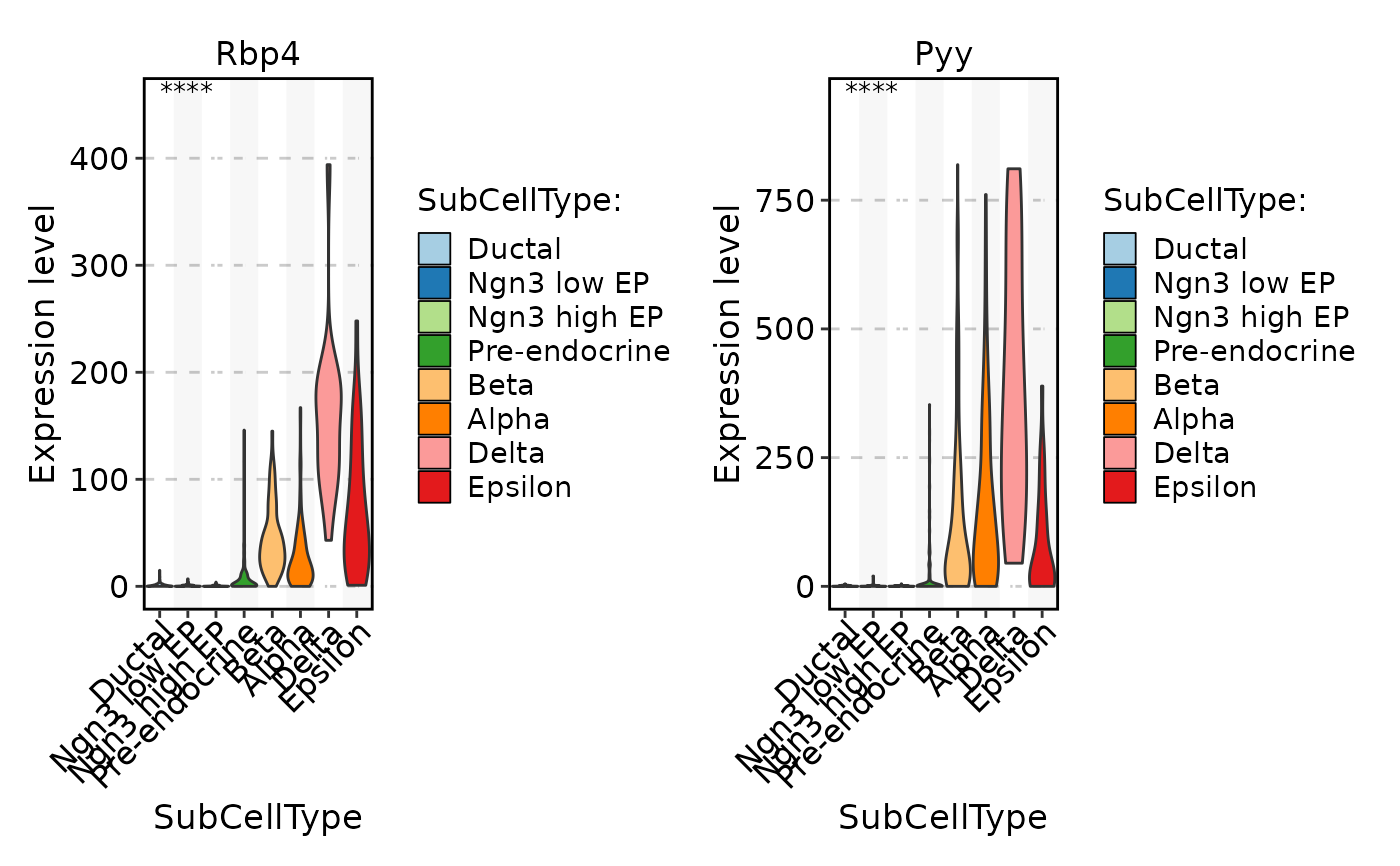 Rbp4
****
400
300
200
100
0
Expression level
Ductal
Ngn3 low EP
Ngn3 high EP
Pre-endocrine
Beta
Alpha
Delta
Epsilon
SubCellType
SubCellType:
Ductal
Ngn3 low EP
Ngn3 high EP
Pre-endocrine
Beta
Alpha
Delta
Epsilon
Pyy
****
750
500
250
0
Expression level
Ductal
Ngn3 low EP
Ngn3 high EP
Pre-endocrine
Beta
Alpha
Delta
Epsilon
SubCellType
SubCellType:
Ductal
Ngn3 low EP
Ngn3 high EP
Pre-endocrine
Beta
Alpha
Delta
Epsilon